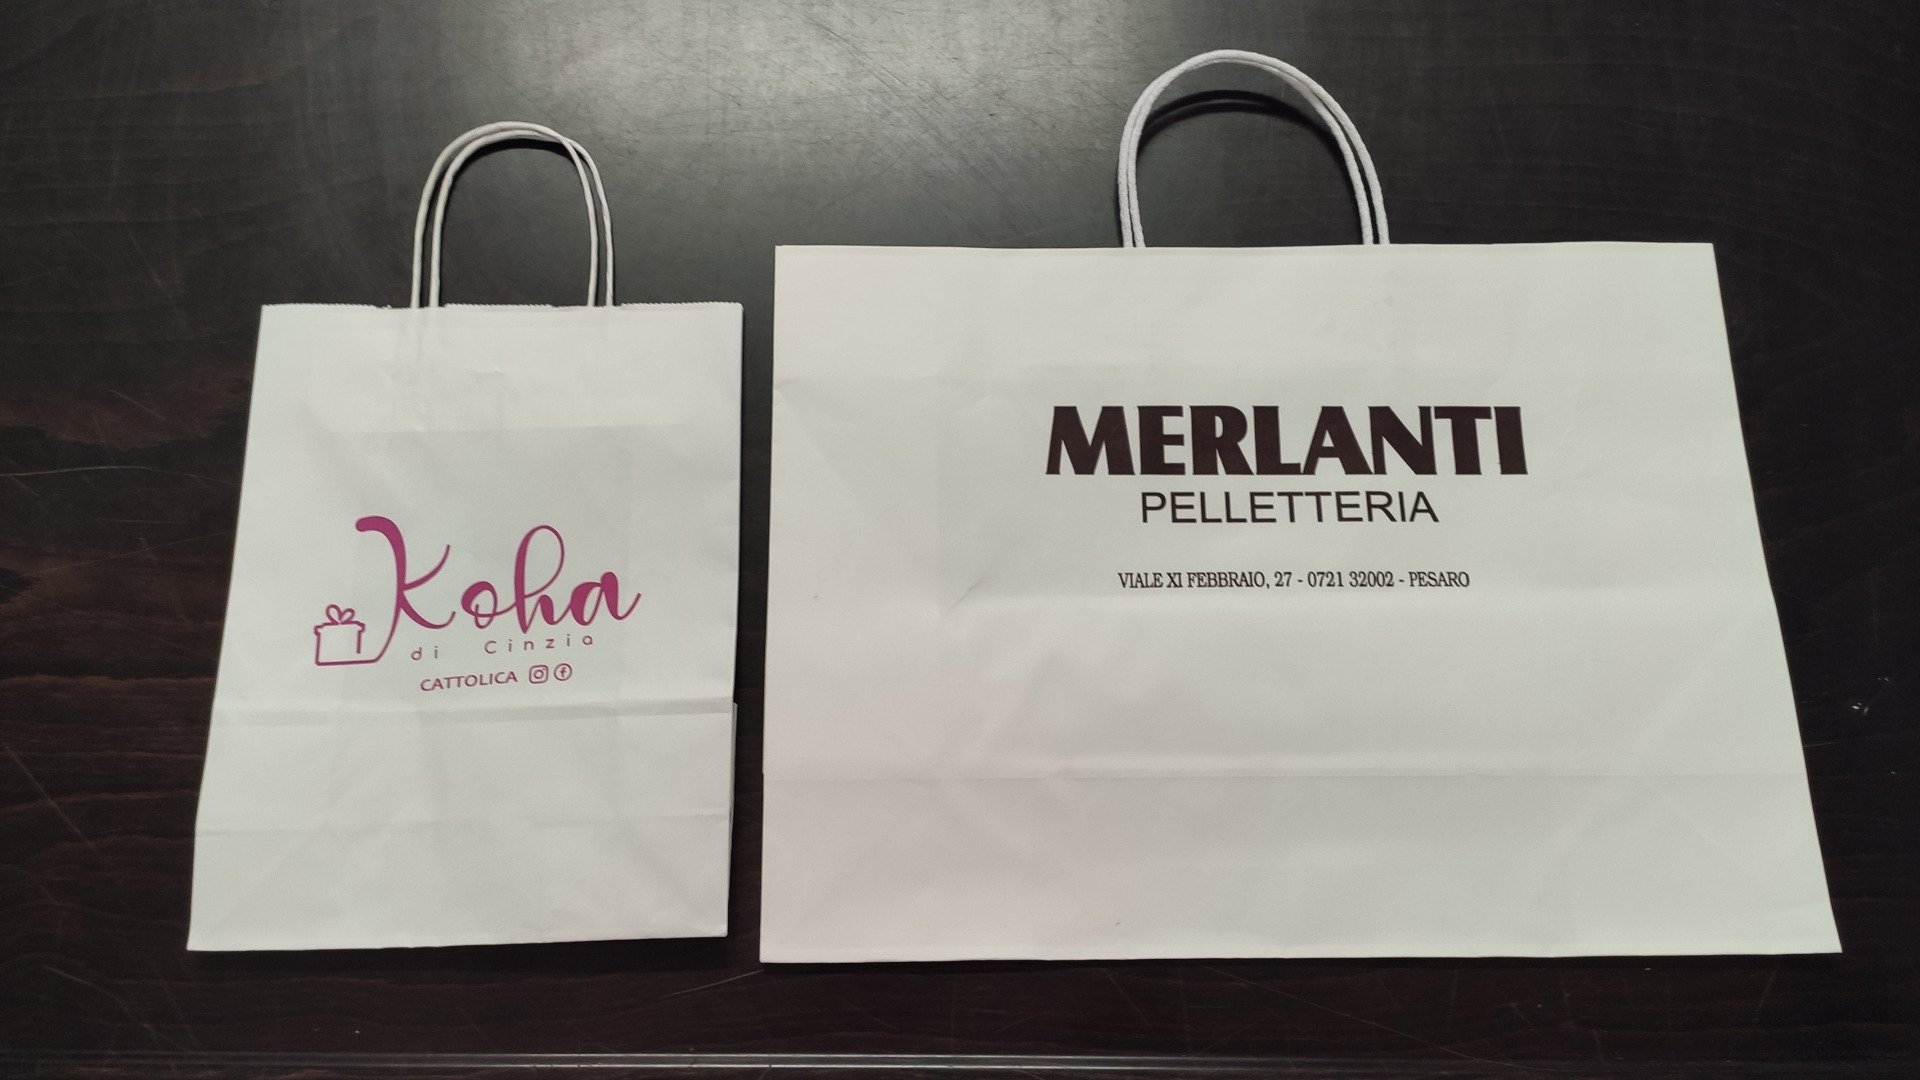 Koha
di Cinzia
CATTOLICA
MERLANTI
PELLETTERIA
VIALE XI FEBBRAIO, 27 - 0721 32002 - PESARO